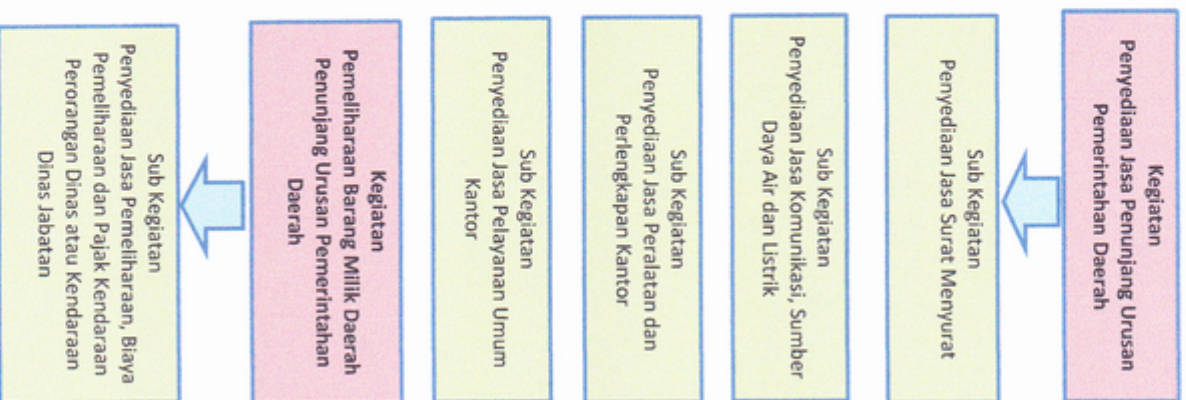 Kegiatan
Penyediaan Jasa Penunjang Urusan
Pemerintahan Daerah
Sub Kegiatan
Penyediaan Jasa Surat Menyurat
Sub Kegiatan
Penyediaan Jasa Komunikasi, Sumber
Daya Air dan Listrik
Sub Kegiatan
Penyediaan Jasa Peralatan dan
Perlengkapan Kantor
Sub Kegiatan
Penyediaan Jasa Pelayanan Umum
Kantor
Kegiatan
Pemeliharaan Barang Milik Daerah
Penunjang Urusan Pemerintahan
Daerah
Sub Kegiatan
Penyediaan Jasa Pemeliharaan, Biaya
Pemeliharaan dan Pajak Kendaraan
Perorangan Dinas atau Kendaraan
Dinas Jabatan